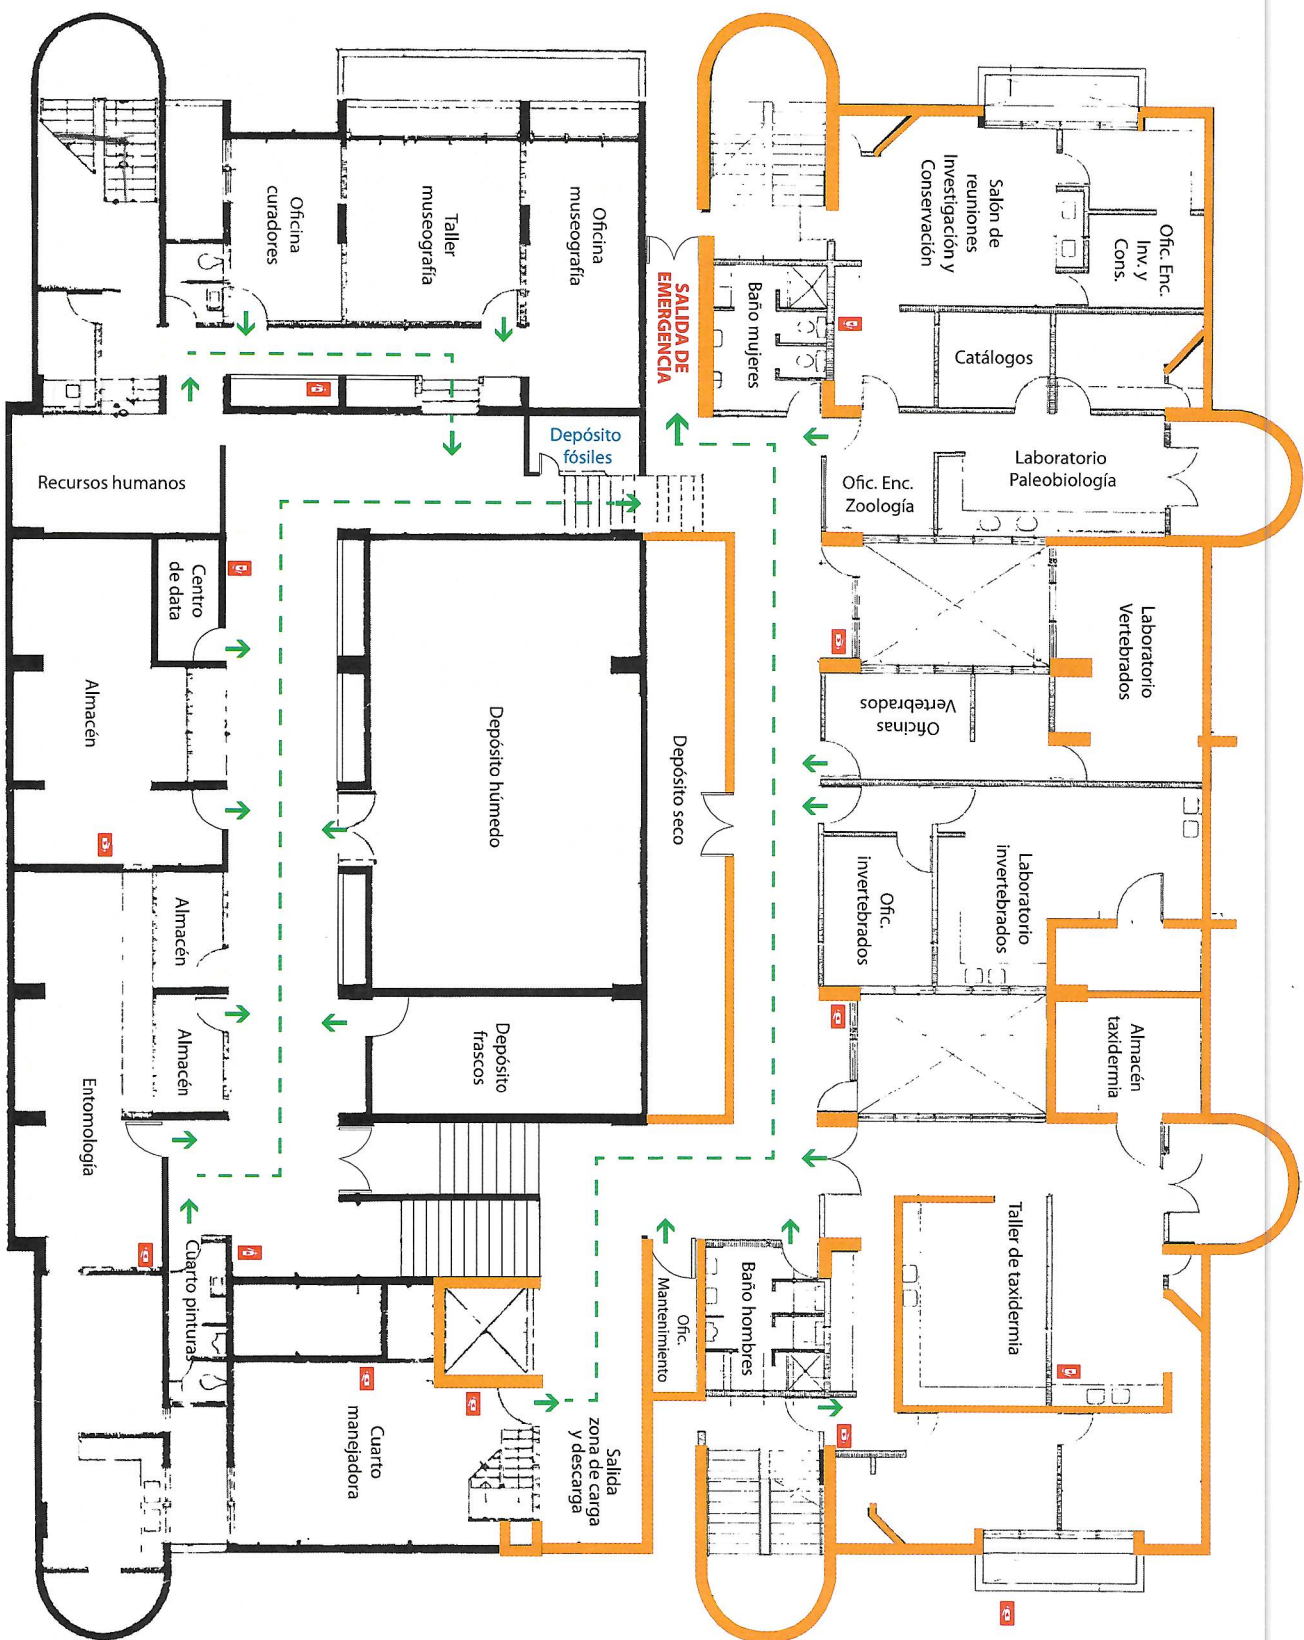 Oficina
curadores
Taller
museografía
Oficina
museografía
SALIDA DE
EMERGENCIA
Baño mujeres
Salón de
reuniones
Investigación y
Conservación
Ofic. Enc.
Inv. y
Cons.
Catálogos
Recursos humanos
Depósito
fósiles
Ofic. Enc.
Zoología
Laboratorio
Paleobiología
Centro
de data
Almacén
Depósito húmedo
Depósito seco
Oficinas
Vertebrados
Laboratorio
Vertebrados
Almacén
Almacén
Entomología
Depósito
frascos
Ofic.
invertebrados
Laboratorio
invertebrados
Almacén
taxidermia
Cuarto pinturas
Cuarto
manejadora
Salida
zona de carga
y descarga
Ofic.
Mantenimiento
Baño hombres
Taller de taxidermia